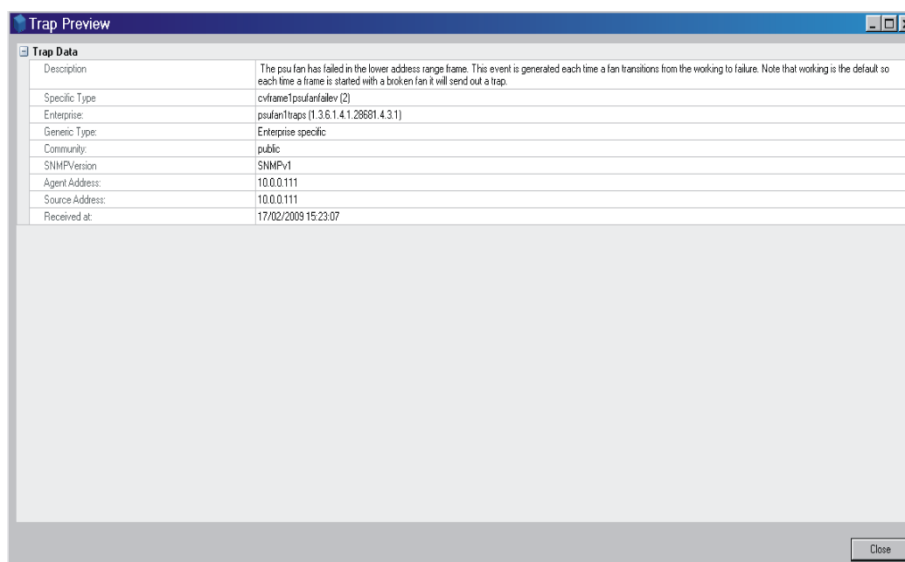 Trap Preview
Trap Data
Description The psu fan has failed in the lower address range frame. This event is generated each time a fan transitions from the working to failure. Note that working is the default so
each time a frame is started with a broken fan it will send out a trap.
Specific Type cvframe1psufanfailev (2)
Enterprise: psufan1traps (1.3.6.1.4.1.28681.4.3.1)
Generic Type: Enterprise specific
Community: public
SNMPVersion SNMPv1
Agent Address: 10.0.0.111
Source Address: 10.0.0.111
Received at: 17/02/2009 15:23:07
Close